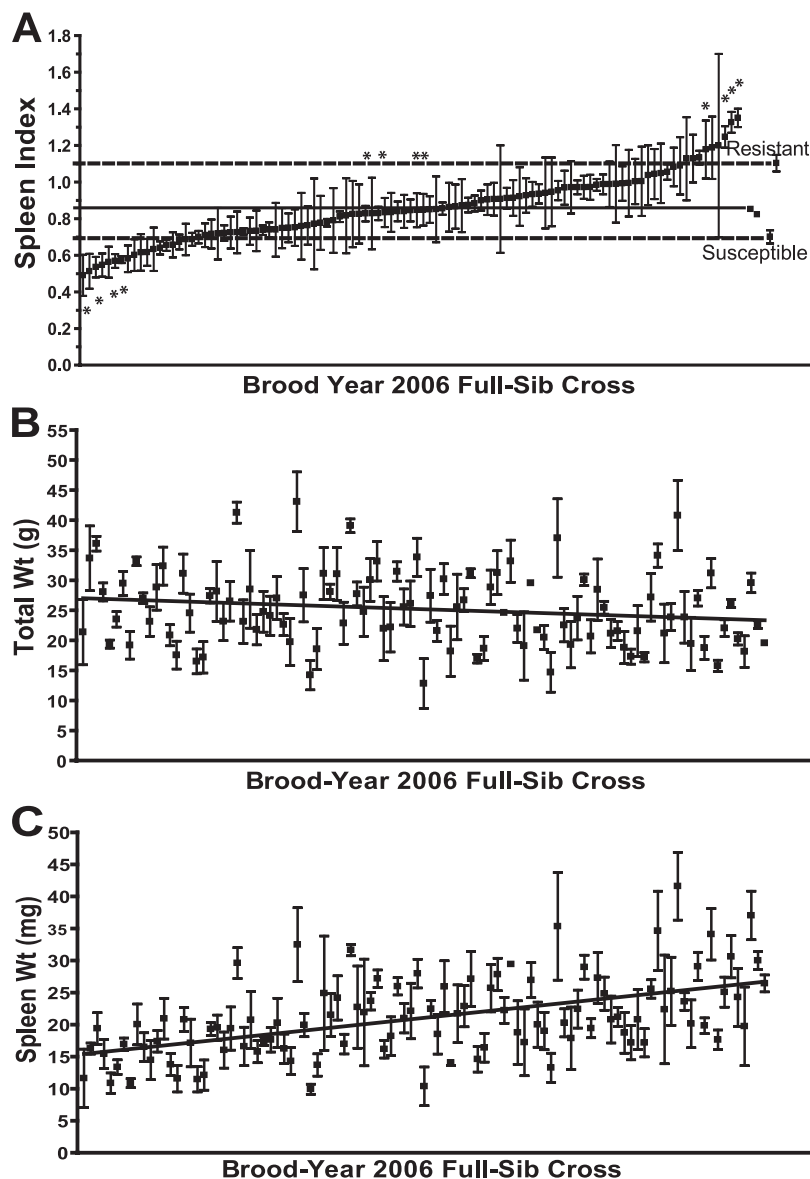 A
1.8
1.6
1.4
1.2
1.0
0.8
0.6
0.4
0.2
0.0
Spleen Index
* * * *
* * **
* * * *
Resistant
Susceptible
Brood Year 2006 Full-Sib Cross
B
55
50
45
40
35
30
25
20
15
10
5
0
Total Wt (g)
Brood-Year 2006 Full-Sib Cross
C
50
45
40
35
30
25
20
15
10
5
0
Spleen Wt (mg)
Brood-Year 2006 Full-Sib Cross